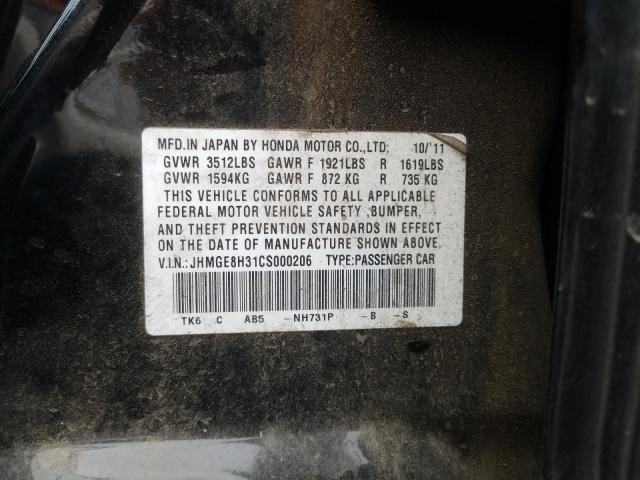 MFD.IN JAPAN BY HONDA MOTOR CO.,LTD; 10/'11
GVWR 3512LBS GAWR F 1921LBS R 1619LBS
GVWR 1594KG GAWR F 872 KG R 735 KG
THIS VEHICLE CONFORMS TO ALL APPLICABLE
FEDERAL MOTOR VEHICLE SAFETY ,BUMPER,
AND THEFT PREVENTION STANDARDS IN EFFECT
ON THE DATE OF MANUFACTURE SHOWN ABOVE.
V.I.N.: JHMGE8H31CS000206 TYPE:PASSENGER CAR
TK6 C AB5 -NH731P -B -S